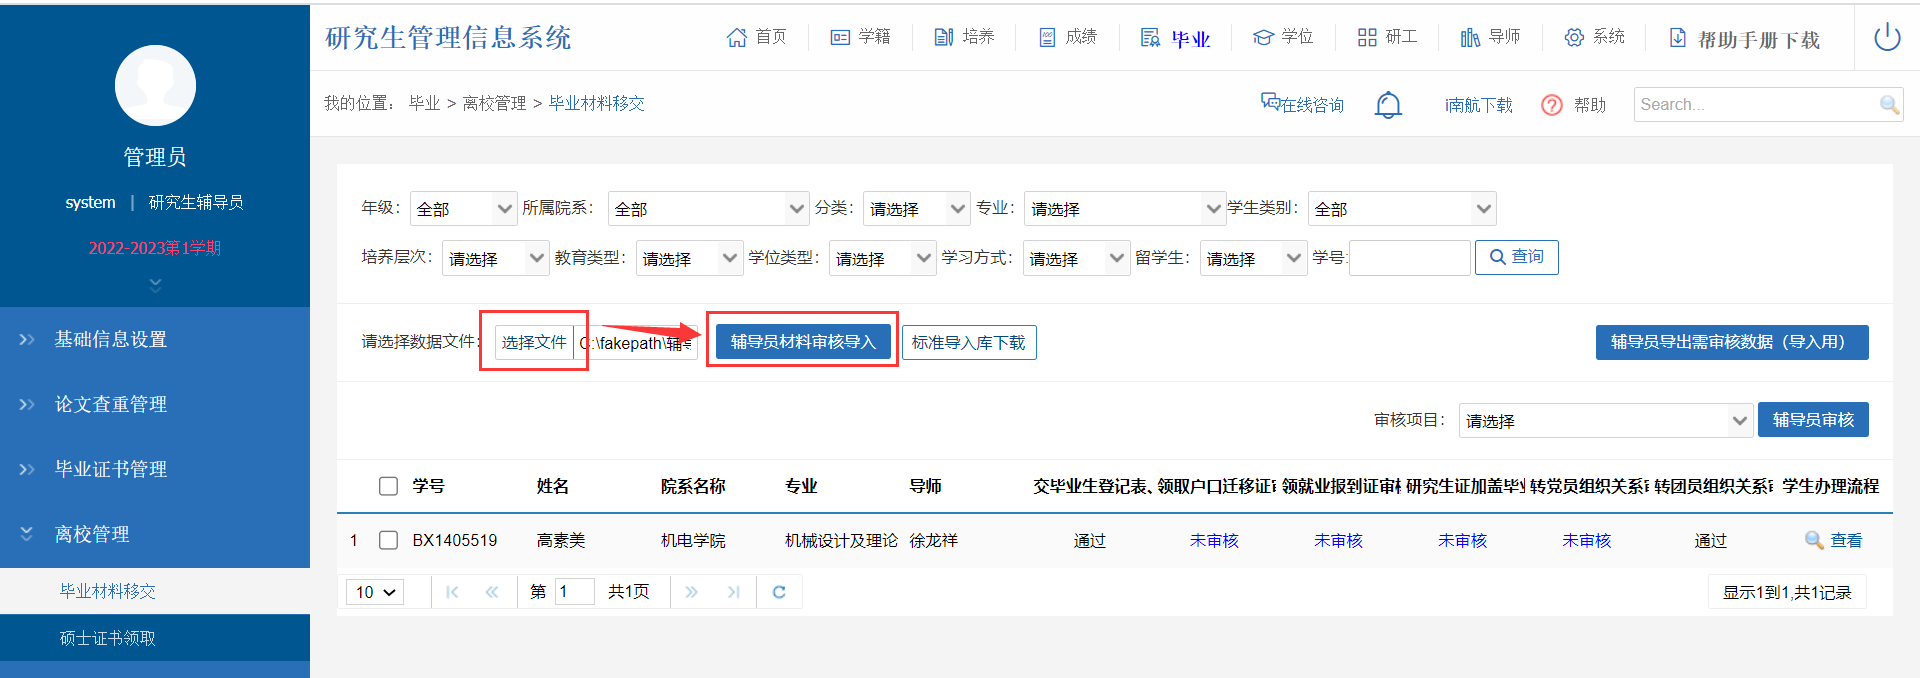 研究生管理信息系统
首页 学籍 培养 成绩 毕业 学位 研工 导师 系统 帮助手册下载
管理员
system | 研究生辅导员
2022-2023第1学期
我的位置： 毕业 > 离校管理 > 毕业材料移交
在线咨询 i南航下载 帮助 Search...
基础信息设置
论文查重管理
毕业证书管理
离校管理
毕业材料移交
硕士证书领取
年级： 全部 所属院系： 全部 分类： 请选择 专业： 请选择 学生类别： 全部
培养层次： 请选择 教育类型： 请选择 学位类型： 请选择 学习方式： 请选择 留学生： 请选择 学号: 查询
请选择数据文件： 选择文件 C:\fakepath\辅 辅导员材料审核导入 标准导入库下载 辅导员导出需审核数据（导入用）
审核项目： 请选择 辅导员审核
学号 姓名 院系名称 专业 导师 交毕业生登记表、 领取户口迁移证 领就业报到证审 研究生证加盖毕 转党员组织关系 转团员组织关系 学生办理流程
1 BX1405519 高素美 机电学院 机械设计及理论 徐龙祥 通过 未审核 未审核 未审核 未审核 通过 查看
10 第 1 共1页 显示1到1,共1记录